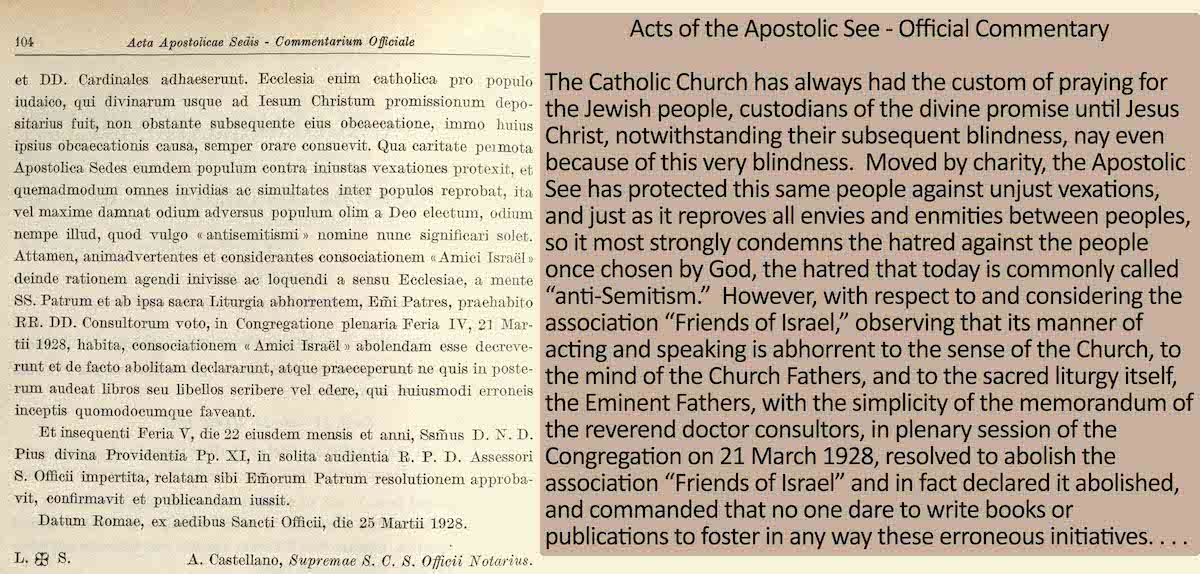 104 Acta Apostolicae Sedis - Commentarium Officiale
et DD. Cardinales adhaeserunt. Ecclesia enim catholica pro populo
iudaico, qui divinarum usque ad Iesum Christum promissionum depo-
sitarius fuit, non obstante subsequente eius obcaecatione, immo huius
ipsius obcaecationis causa, semper orare consuevit. Qua caritate permota
Apostolica Sedes eumdem populum contra iniustas vexationes protexit, et
quemadmodum omnes invidias ac simultates inter populos reprobat, ita
vel maxime damnat odium adversus populum olim a Deo electum, odium
nempe illud, quod vulgo « antisemitismi » nomine nunc significari solet.
Attamen, animadvertentes et considerantes consociationem « Amici Israël »
deinde rationem agendi inivisse ac loquendi a sensu Ecclesiae, a mente
SS. Patrum et ab ipsa sacra Liturgia abhorrentem, Em̃i Patres, praehabito
RR. DD. Consultorum voto, in Congregatione plenaria Feria IV, 21 Mar-
tii 1928, habita, consociationem « Amici Israël » abolendam esse decreve-
runt et de facto abolitam declararunt, atque praeceperunt ne quis in poste-
rum audeat libros seu libellos scribere vel edere, qui huiusmodi erroneis
inceptis quomodocumque faveant.
Et insequenti Feria V, die 22 eiusdem mensis et anni, Ssm̃us D. N. D.
Pius divina Providentia Pp. XI, in solita audientia R. P. D. Assessori
S. Officii impertita, relatam sibi Em̃orum Patrum resolutionem approba-
vit, confirmavit et publicandam iussit.
Datum Romae, ex aedibus Sancti Officii, die 25 Martii 1928.
L. ✠ S. A. Castellano, Supremae S. C. S. Officii Notarius.
Acts of the Apostolic See - Official Commentary
The Catholic Church has always had the custom of praying for
the Jewish people, custodians of the divine promise until Jesus
Christ, notwithstanding their subsequent blindness, nay even
because of this very blindness. Moved by charity, the Apostolic
See has protected this same people against unjust vexations,
and just as it reproves all envies and enmities between peoples,
so it most strongly condemns the hatred against the people
once chosen by God, the hatred that today is commonly called
“anti-Semitism.” However, with respect to and considering the
association “Friends of Israel,” observing that its manner of
acting and speaking is abhorrent to the sense of the Church, to
the mind of the Church Fathers, and to the sacred liturgy itself,
the Eminent Fathers, with the simplicity of the memorandum of
the reverend doctor consultors, in plenary session of the
Congregation on 21 March 1928, resolved to abolish the
association “Friends of Israel” and in fact declared it abolished,
and commanded that no one dare to write books or
publications to foster in any way these erroneous initiatives. . . .